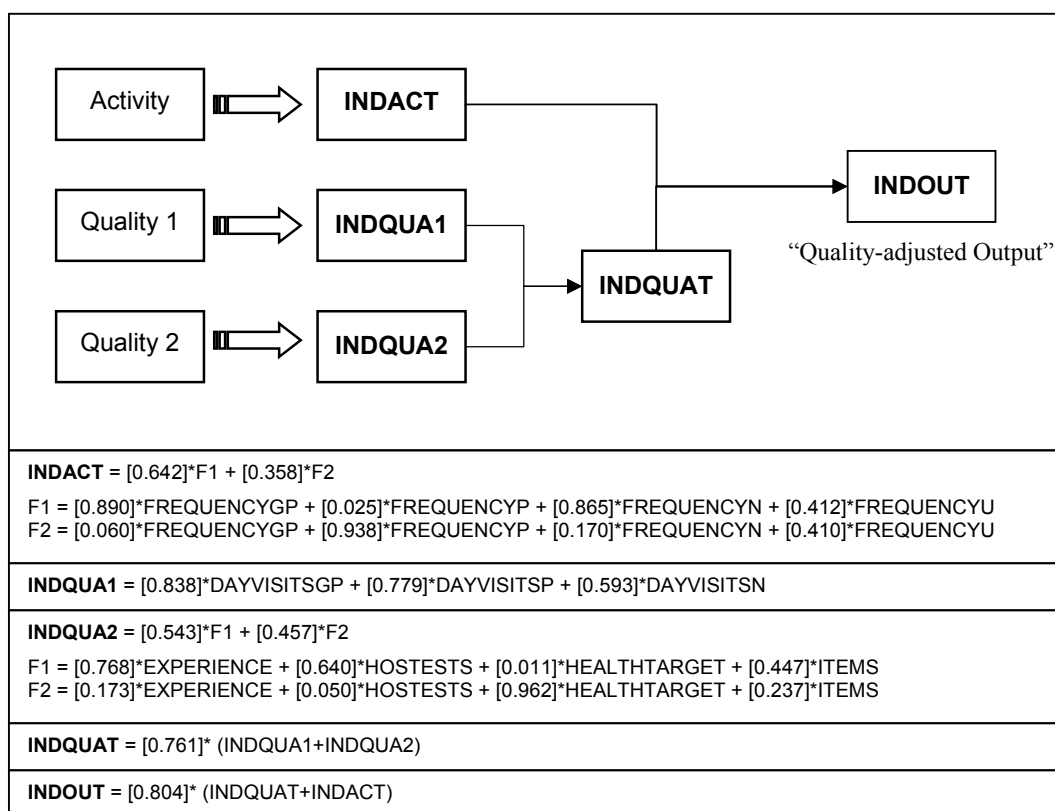 Activity
INDACT
INDOUT
Quality 1
INDQUA1
“Quality-adjusted Output”
INDQUAT
Quality 2
INDQUA2
INDACT = [0.642]*F1 + [0.358]*F2
F1 = [0.890]*FREQUENCYGP + [0.025]*FREQUENCYP + [0.865]*FREQUENCYN + [0.412]*FREQUENCYU
F2 = [0.060]*FREQUENCYGP + [0.938]*FREQUENCYP + [0.170]*FREQUENCYN + [0.410]*FREQUENCYU
INDQUA1 = [0.838]*DAYVISITSGP + [0.779]*DAYVISITSP + [0.593]*DAYVISITSN
INDQUA2 = [0.543]*F1 + [0.457]*F2
F1 = [0.768]*EXPERIENCE + [0.640]*HOSTESTS + [0.011]*HEALTHTARGET + [0.447]*ITEMS
F2 = [0.173]*EXPERIENCE + [0.050]*HOSTESTS + [0.962]*HEALTHTARGET + [0.237]*ITEMS
INDQUAT = [0.761]* (INDQUA1+INDQUA2)
INDOUT = [0.804]* (INDQUAT+INDACT)